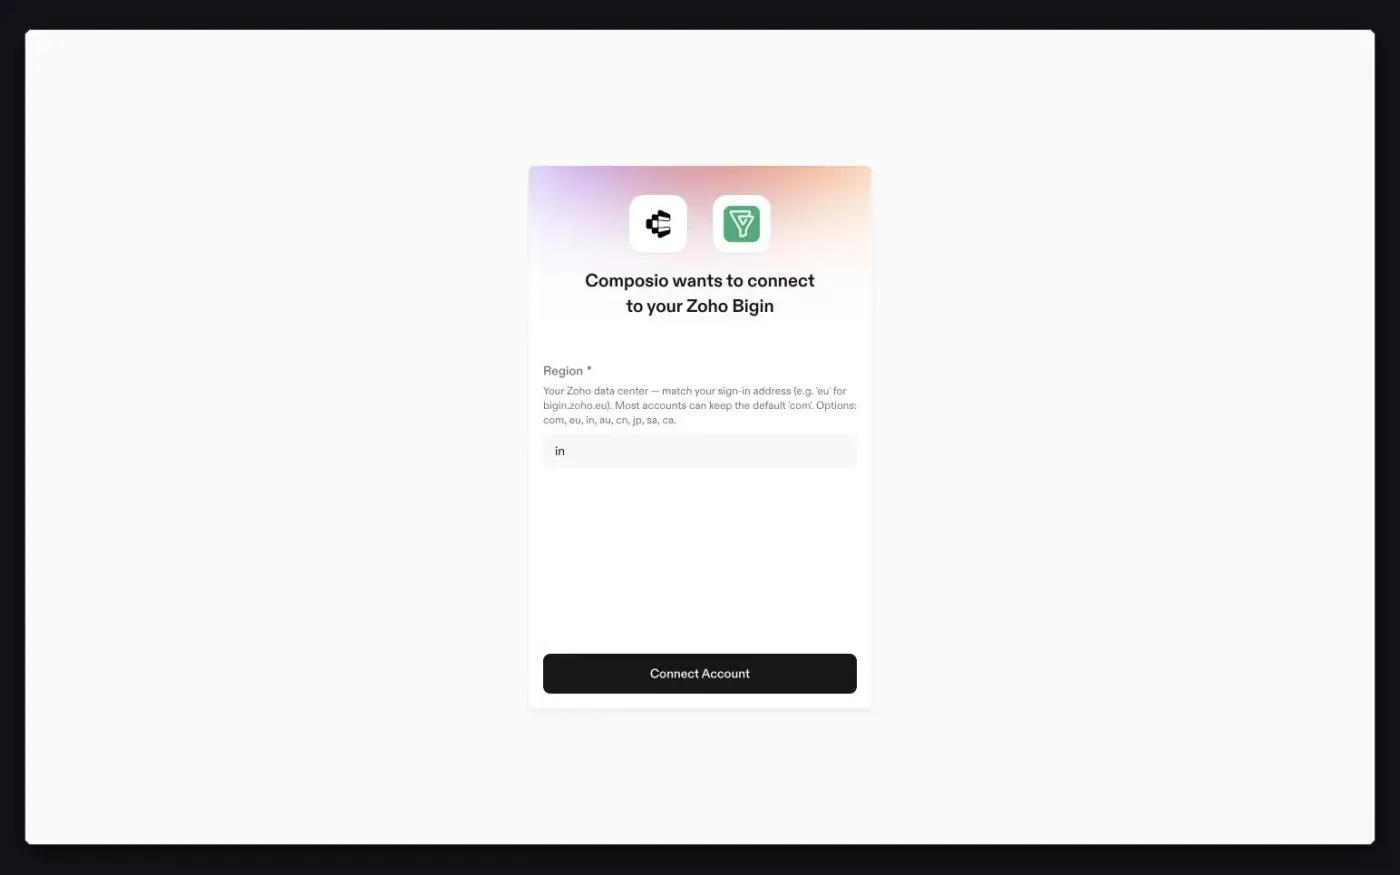 Composio wants to connect
to your Zoho Bigin
Region *
Your Zoho data center — match your sign-in address (e.g. 'eu' for
bigin.zoho.eu). Most accounts can keep the default 'com'. Options:
com, eu, in, au, cn, jp, sa, ca.
in
Connect Account